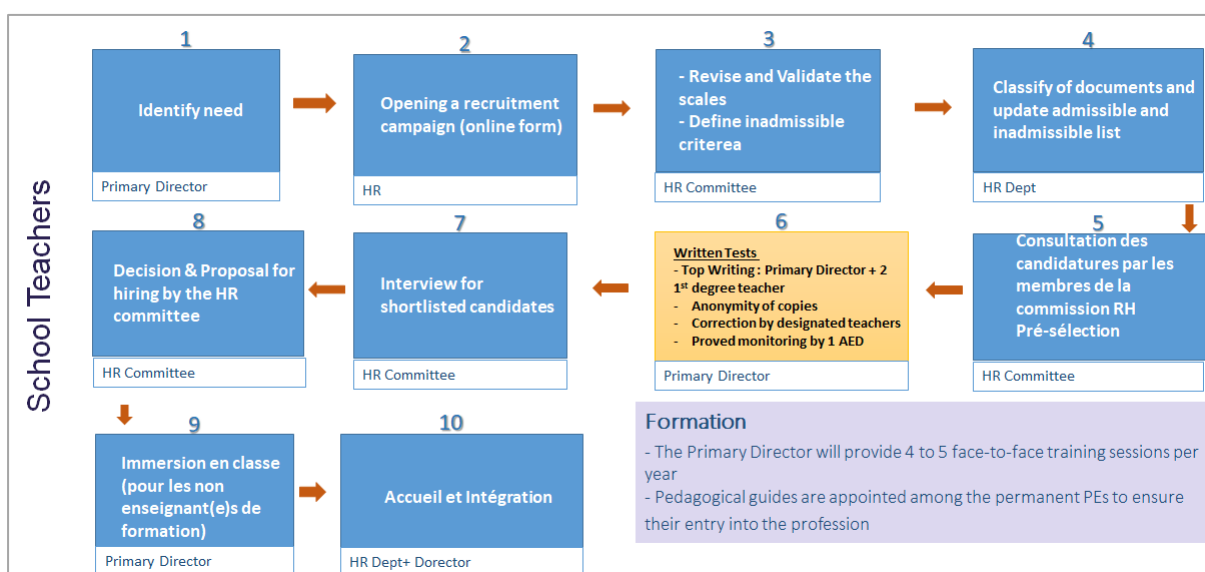 School Teachers
1
Identify need
Primary Director
2
Opening a recruitment
campaign (online form)
HR
3
- Revise and Validate the
scales
- Define inadmissible
criterea
HR Committee
4
Classify of documents and
update admissible and
inadmissible list
HR Dept
5
Consultation des
candidatures par les
membres de la
commission RH
Pré-sélection
HR Committee
6
Written Tests
- Top Writing : Primary Director + 2
1st degree teacher
- Anonymity of copies
- Correction by designated teachers
- Proved monitoring by 1 AED
Primary Director
7
Interview for
shortlisted candidates
HR Committee
8
Decision & Proposal for
hiring by the HR
committee
HR Committee
9
Immersion en classe
(pour les non
enseignant(e)s de
formation)
Primary Director
10
Accueil et Intégration
HR Dept+ Dorector
Formation
- The Primary Director will provide 4 to 5 face-to-face training sessions per
year
- Pedagogical guides are appointed among the permanent PEs to ensure
their entry into the profession